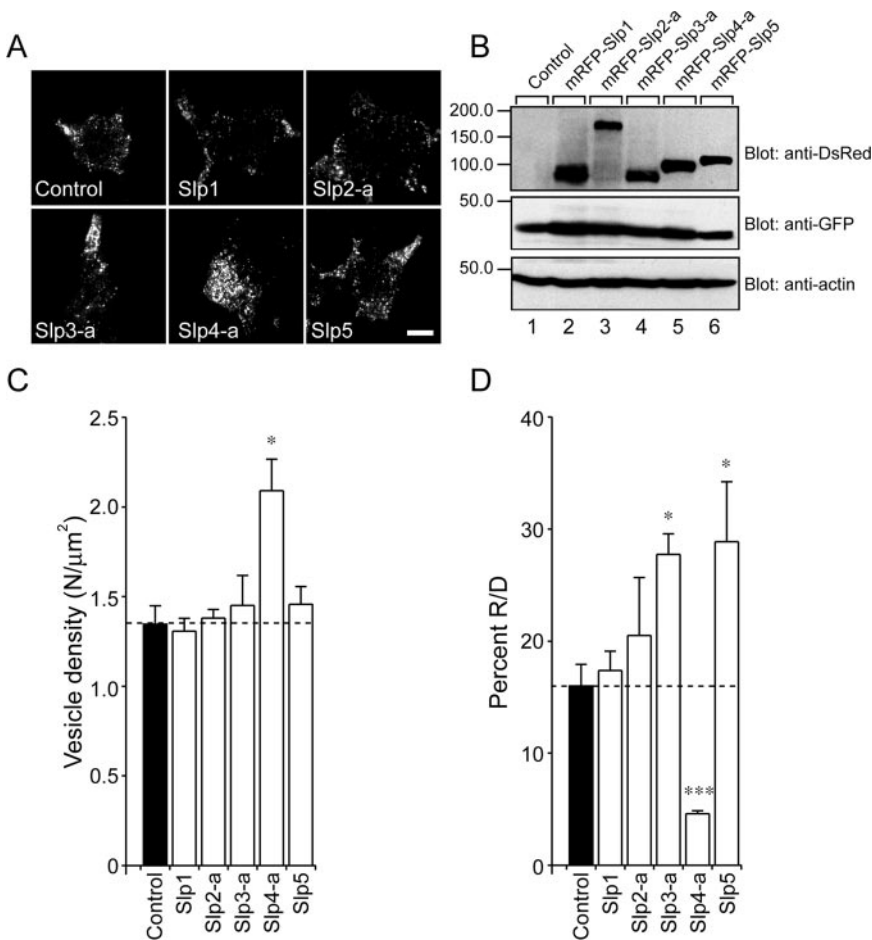 A
Control
Slp1
Slp2-a
Slp3-a
Slp4-a
Slp5
B
Control
mRFP-Slp1
mRFP-Slp2-a
mRFP-Slp3-a
mRFP-Slp4-a
mRFP-Slp5
200.0
150.0
100.0
Blot: anti-DsRed
50.0
Blot: anti-GFP
50.0
Blot: anti-actin
1 2 3 4 5 6
C
Vesicle density (N/μm²)
2.5
2.0
1.5
1.0
0.5
0
*
Control
Slp1
Slp2-a
Slp3-a
Slp4-a
Slp5
D
Percent R/D
40
30
20
10
0
*
***
*
Control
Slp1
Slp2-a
Slp3-a
Slp4-a
Slp5